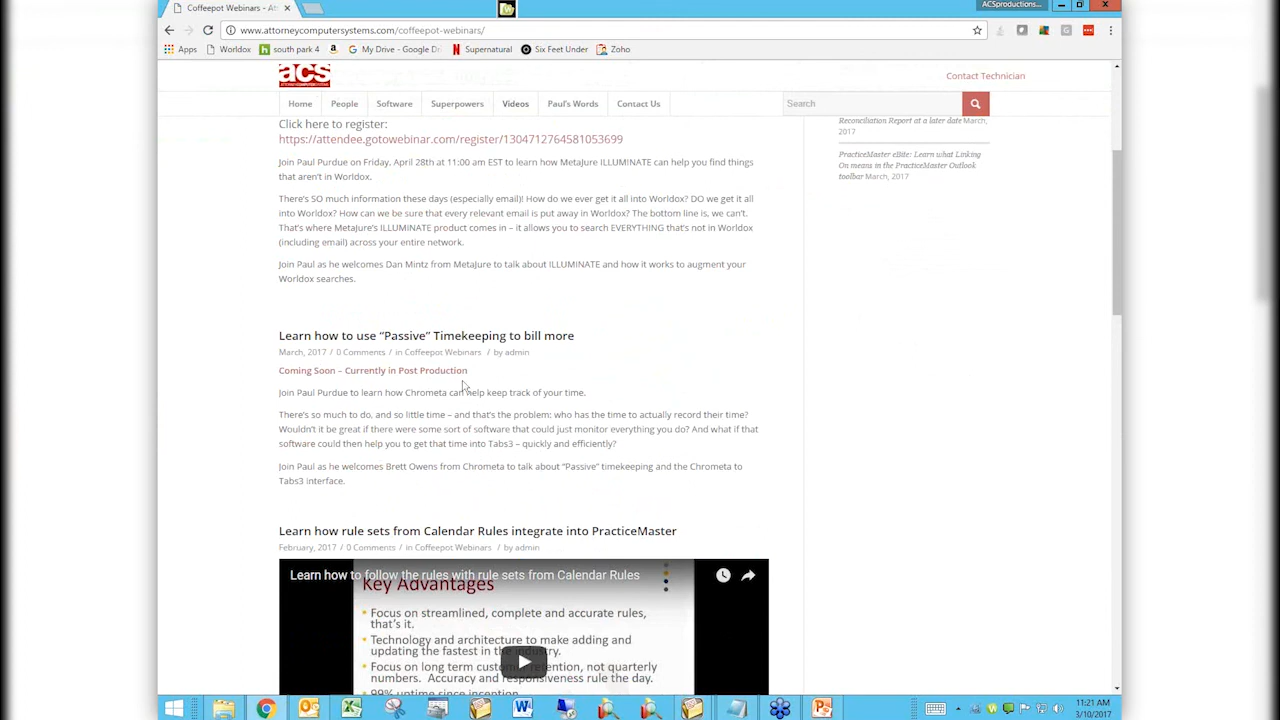 Coffeepot Webinars - At
ACSproductions...
www.attorneycomputersystems.com/coffeepot-webinars/
Apps Worldox south park 4 My Drive - Google Dr Supernatural Six Feet Under Zoho
acs
Contact Technician
Home People Software Superpowers Videos Paul's Words Contact Us Search
Click here to register:
https://attendee.gotowebinar.com/register/1304712764581053699
Join Paul Purdue on Friday, April 28th at 11:00 am EST to learn how MetaJure ILLUMINATE can help you find things
that aren't in Worldox.
There's SO much information these days (especially email)! How do we ever get it all into Worldox? DO we get it all
into Worldox? How can we be sure that every relevant email is put away in Worldox? The bottom line is, we can't.
That's where MetaJure's ILLUMINATE product comes in – it allows you to search EVERYTHING that's not in Worldox
(including email) across your entire network.
Join Paul as he welcomes Dan Mintz from MetaJure to talk about ILLUMINATE and how it works to augment your
Worldox searches.
Reconciliation Report at a later date March,
2017
PracticeMaster eBite: Learn what Linking
On means in the PracticeMaster Outlook
toolbar March, 2017
Learn how to use “Passive” Timekeeping to bill more
March, 2017 / 0 Comments / in Coffeepot Webinars / by admin
Coming Soon – Currently in Post Production
Join Paul Purdue to learn how Chrometa can help keep track of your time.
There's so much to do, and so little time – and that's the problem: who has the time to actually record their time?
Wouldn't it be great if there were some sort of software that could just monitor everything you do? And what if that
software could then help you to get that time into Tabs3 – quickly and efficiently?
Join Paul as he welcomes Brett Owens from Chrometa to talk about “Passive” timekeeping and the Chrometa to
Tabs3 interface.
Learn how rule sets from Calendar Rules integrate into PracticeMaster
February, 2017 / 0 Comments / in Coffeepot Webinars / by admin
Learn how to follow the rules with rule sets from Calendar Rules
Key Advantages
• Focus on streamlined, complete and accurate rules,
that's it.
• Technology and architecture to make adding and
updating the fastest in the industry.
• Focus on long term customer retention, not quarterly
numbers. Accuracy and responsiveness rule the day.
• 99% uptime since inception
11:21 AM
3/10/2017